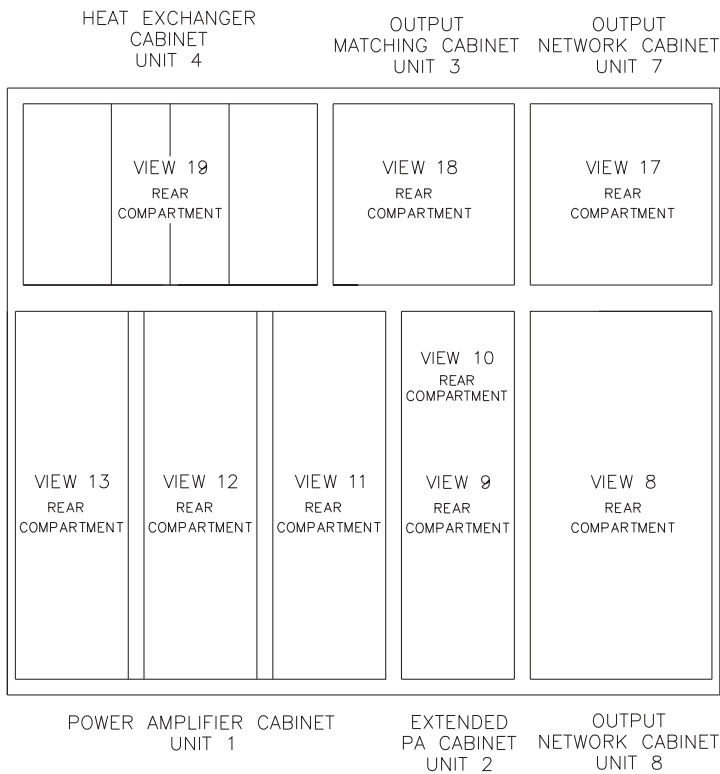 HEAT EXCHANGER
CABINET
UNIT 4
OUTPUT
MATCHING CABINET
UNIT 3
OUTPUT
NETWORK CABINET
UNIT 7
VIEW 19
REAR
COMPARTMENT
VIEW 18
REAR
COMPARTMENT
VIEW 17
REAR
COMPARTMENT
VIEW 13
REAR
COMPARTMENT
VIEW 12
REAR
COMPARTMENT
VIEW 11
REAR
COMPARTMENT
VIEW 10
REAR
COMPARTMENT
VIEW 9
REAR
COMPARTMENT
VIEW 8
REAR
COMPARTMENT
POWER AMPLIFIER CABINET
UNIT 1
EXTENDED
PA CABINET
UNIT 2
OUTPUT
NETWORK CABINET
UNIT 8